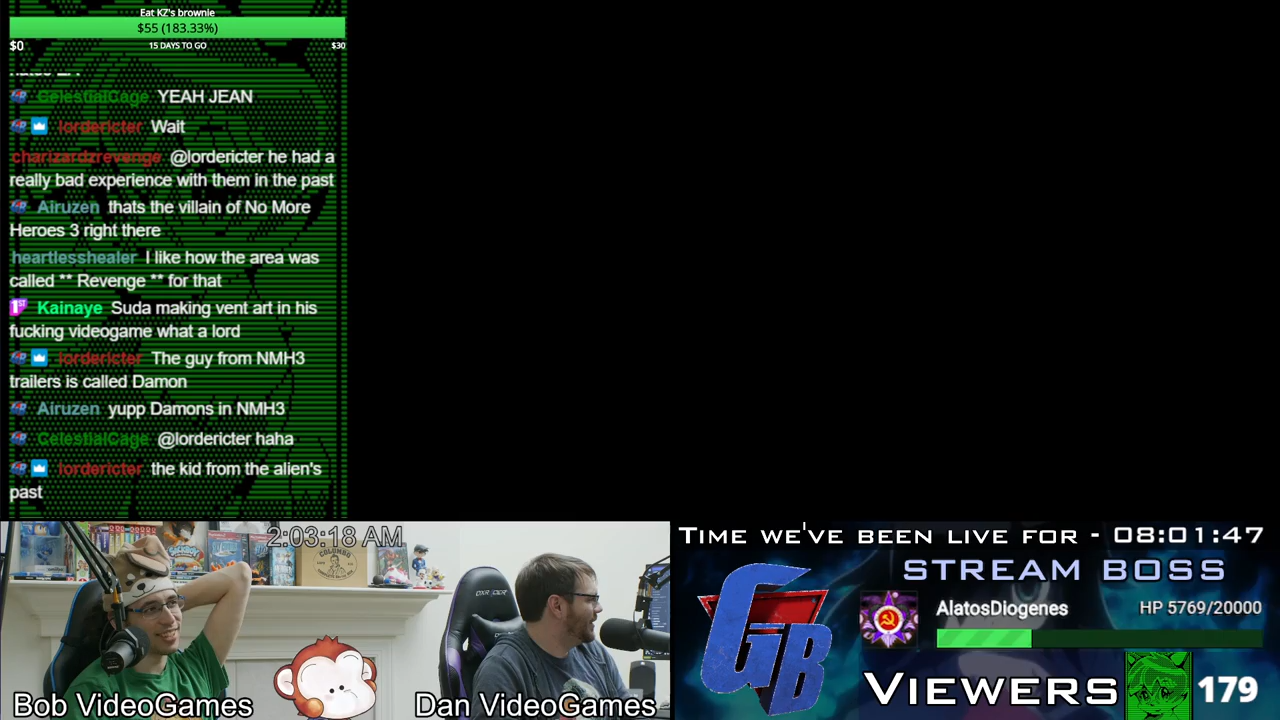 Eat KZ's brownie
$55 (183.33%)
$0 15 DAYS TO GO $30
CelestialCage YEAH JEAN
lordericter Wait
charizardzrevenge @lordericter he had a
really bad experience with them in the past
Airuzen thats the villain of No More
Heroes 3 right there
heartlesshealer I like how the area was
called ** Revenge ** for that
1ST Kainaye Suda making vent art in his
fucking videogame what a lord
lordericter The guy from NMH3
trailers is called Damon
Airuzen yupp Damons in NMH3
CelestialCage @lordericter haha
lordericter the kid from the alien's
past
2:03:18 AM
COLUMBO
DXRACER
Bob VideoGames
Dan VideoGames
TIME WE'VE BEEN LIVE FOR - 08:01:47
STREAM BOSS
AlatosDiogenes HP 5769/20000
GB
VIEWERS 179